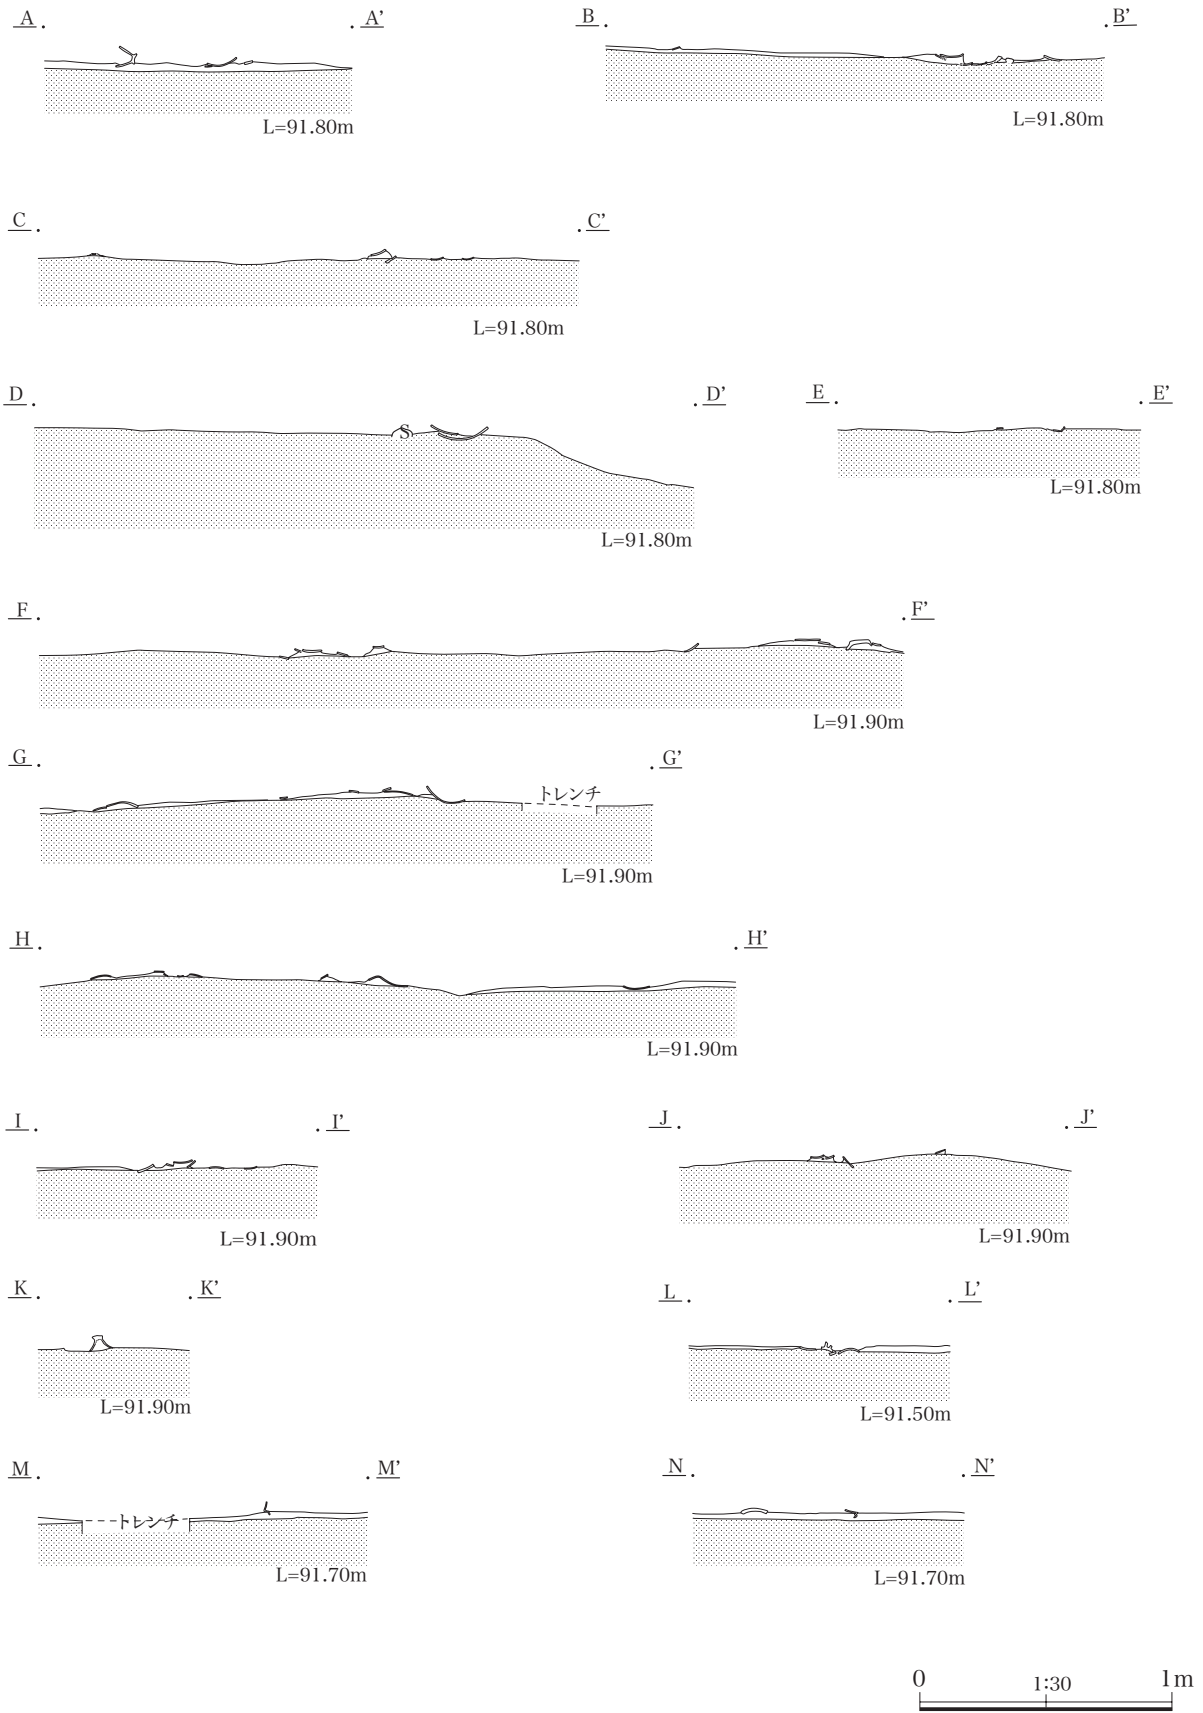 A A’ B B’
L=91.80m L=91.80m
C C’
L=91.80m
D D’ E E’
S
L=91.80m
L=91.80m
F F’
L=91.90m
G G’
トレンチ
L=91.90m
H H’
L=91.90m
I I’ J J’
L=91.90m L=91.90m
K K’ L L’
L=91.90m L=91.50m
M M’ N N’
トレンチ
L=91.70m L=91.70m
0 1:30 1m